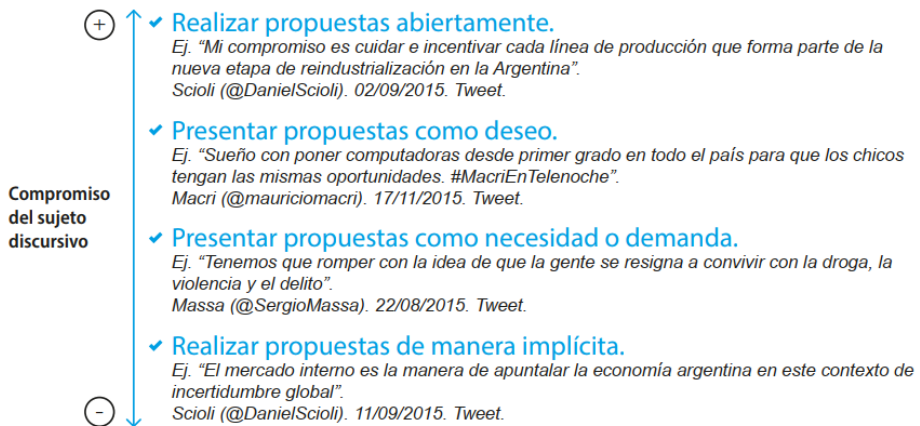 +
✔ Realizar propuestas abiertamente.
Ej. “Mi compromiso es cuidar e incentivar cada línea de producción que forma parte de la
nueva etapa de reindustrialización en la Argentina”.
Scioli (@DanielScioli). 02/09/2015. Tweet.
✔ Presentar propuestas como deseo.
Ej. “Sueño con poner computadoras desde primer grado en todo el país para que los chicos
tengan las mismas oportunidades. #MacriEnTelenoche”.
Macri (@mauriciomacri). 17/11/2015. Tweet.
Compromiso
del sujeto
discursivo
✔ Presentar propuestas como necesidad o demanda.
Ej. “Tenemos que romper con la idea de que la gente se resigna a convivir con la droga, la
violencia y el delito”.
Massa (@SergioMassa). 22/08/2015. Tweet.
✔ Realizar propuestas de manera implícita.
Ej. “El mercado interno es la manera de apuntalar la economía argentina en este contexto de
incertidumbre global”.
Scioli (@DanielScioli). 11/09/2015. Tweet.
-